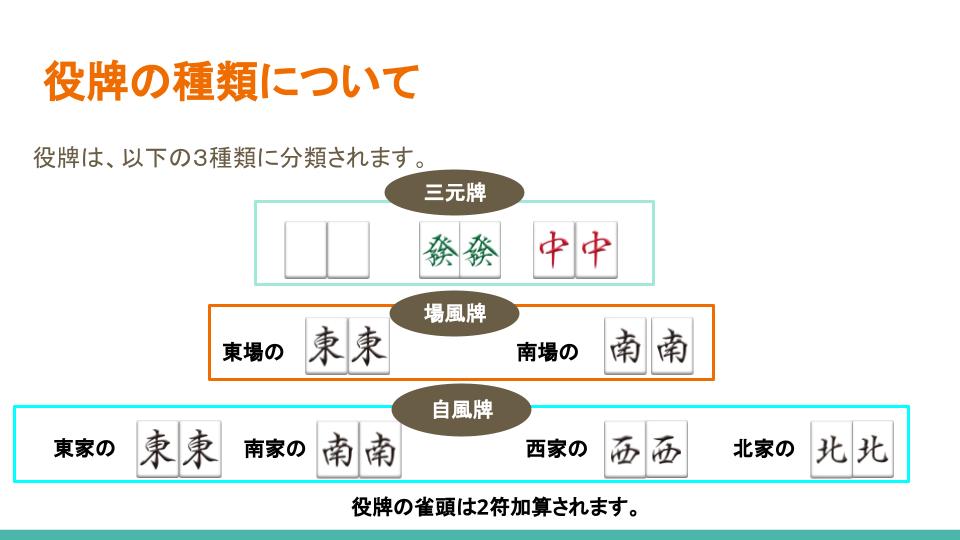 役牌の種類について
役牌は、以下の３種類に分類されます。
三元牌
發 發 中 中
場風牌
東場の 東 東 南場の 南 南
自風牌
東家の 東 東 南家の 南 南 西家の 西 西 北家の 北 北
役牌の雀頭は2符加算されます。